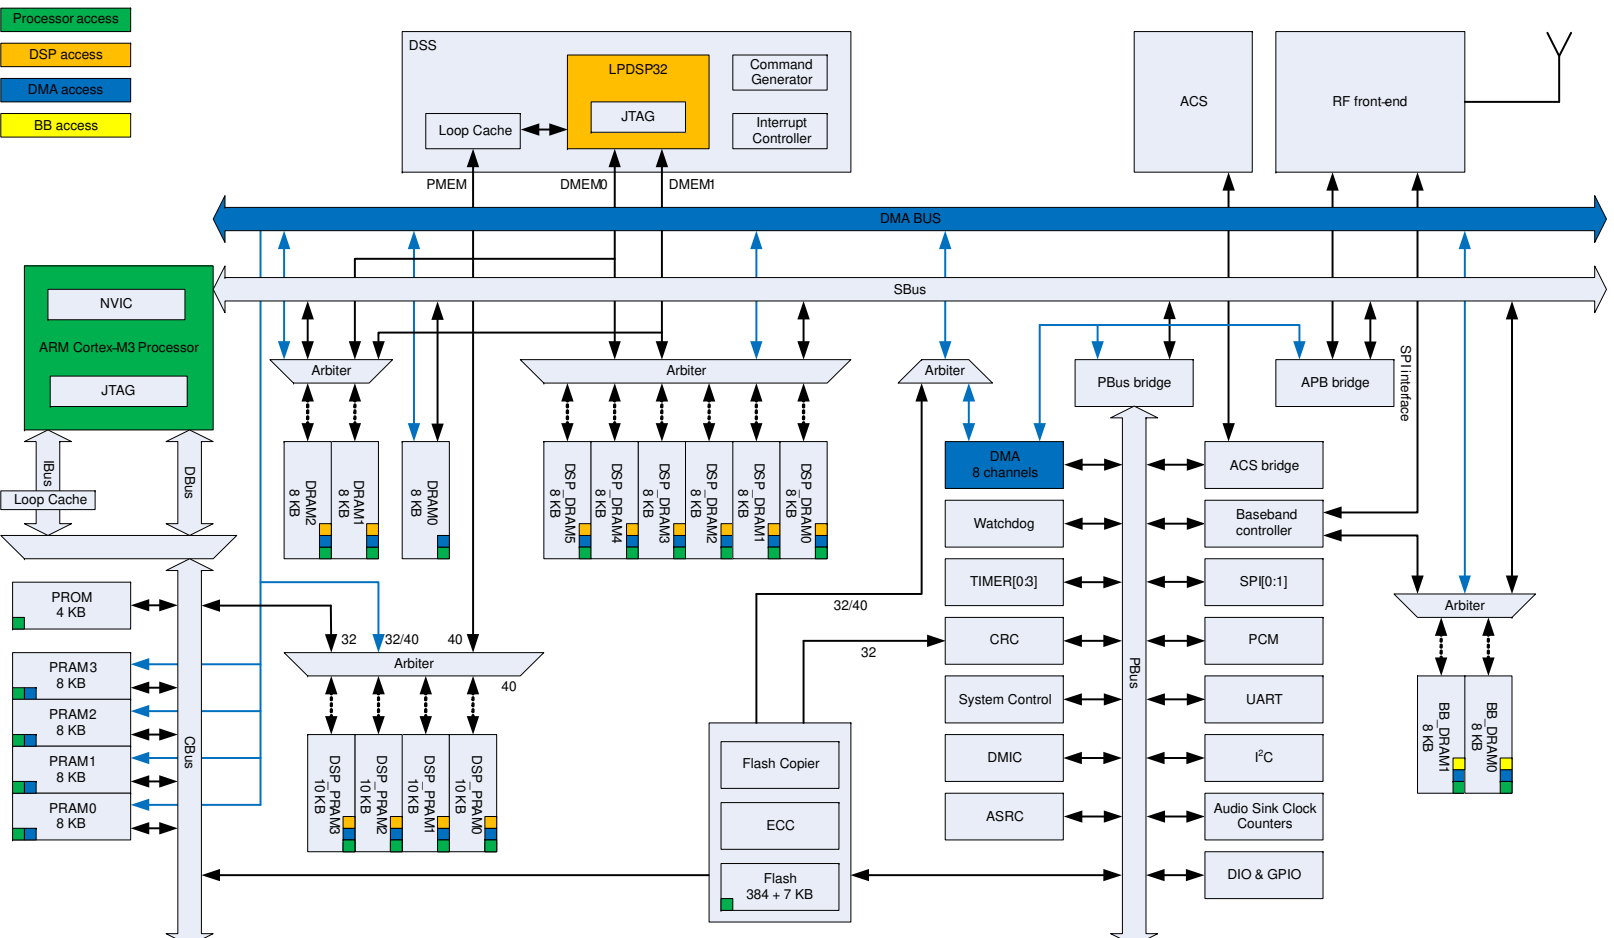 Processor access
DSP access
DMA access
BB access
DSS
LPDSP32
JTAG
Loop Cache
Command
Generator
Interrupt
Controller
ACS
RF front-end
PMEM
DMEM0
DMEM1
DMA BUS
SBus
NVIC
ARM Cortex-M3 Processor
JTAG
IBus
DBus
Loop Cache
Arbiter
Arbiter
Arbiter
PBus bridge
APB bridge
SPI interface
DRAM2
8 KB
DRAM1
8 KB
DRAM0
8 KB
DSP_DRAM5
8 KB
DSP_DRAM4
8 KB
DSP_DRAM3
8 KB
DSP_DRAM2
8 KB
DSP_DRAM1
8 KB
DSP_DRAM0
8 KB
DMA
8 channels
ACS bridge
Watchdog
Baseband
controller
TIMER[0:3]
SPI[0:1]
CRC
PCM
System Control
UART
DMIC
I²C
ASRC
Audio Sink Clock
Counters
DIO & GPIO
PBus
Arbiter
BB_DRAM1
8 KB
BB_DRAM0
8 KB
PROM
4 KB
PRAM3
8 KB
PRAM2
8 KB
PRAM1
8 KB
PRAM0
8 KB
CBus
32
32/40
40
Arbiter
40
DSP_PRAM3
10 KB
DSP_PRAM2
10 KB
DSP_PRAM1
10 KB
DSP_PRAM0
10 KB
32/40
32
Flash Copier
ECC
Flash
384 + 7 KB